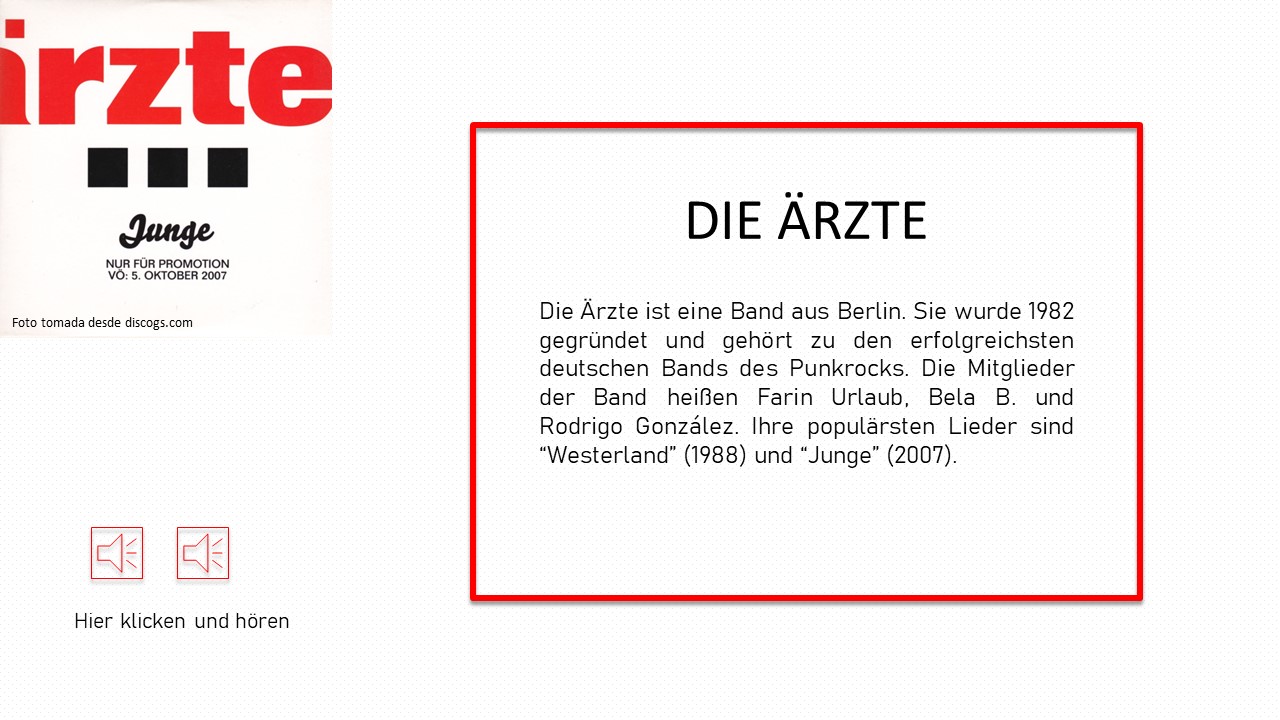 ärzte
Junge
NUR FÜR PROMOTION
VÖ: 5. OKTOBER 2007
Foto tomada desde discogs.com
DIE ÄRZTE
Die Ärzte ist eine Band aus Berlin. Sie wurde 1982
gegründet und gehört zu den erfolgreichsten
deutschen Bands des Punkrocks. Die Mitglieder
der Band heißen Farin Urlaub, Bela B. und
Rodrigo González. Ihre populärsten Lieder sind
“Westerland” (1988) und “Junge” (2007).
Hier klicken und hören